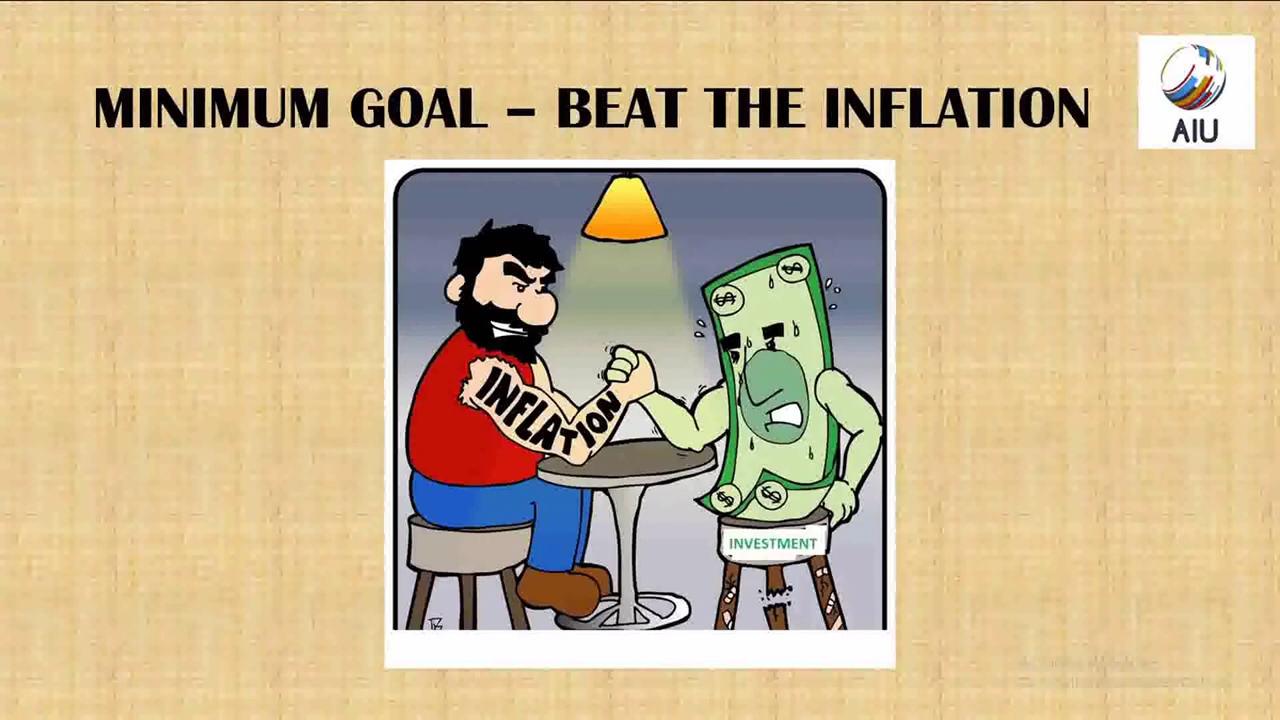 MINIMUM GOAL – BEAT THE INFLATION
AIU
INFLATION
$
$
INVESTMENT
$
$